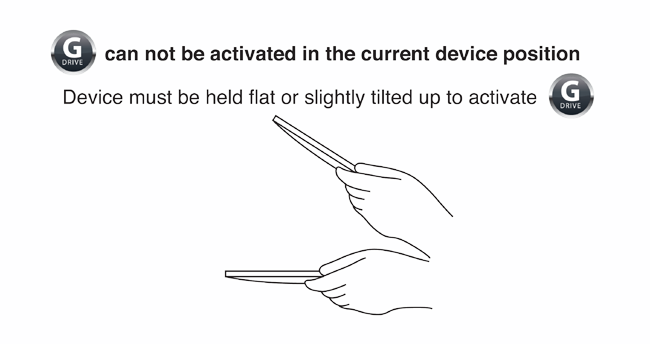 G DRIVE can not be activated in the current device position
Device must be held flat or slightly tilted up to activate G DRIVE